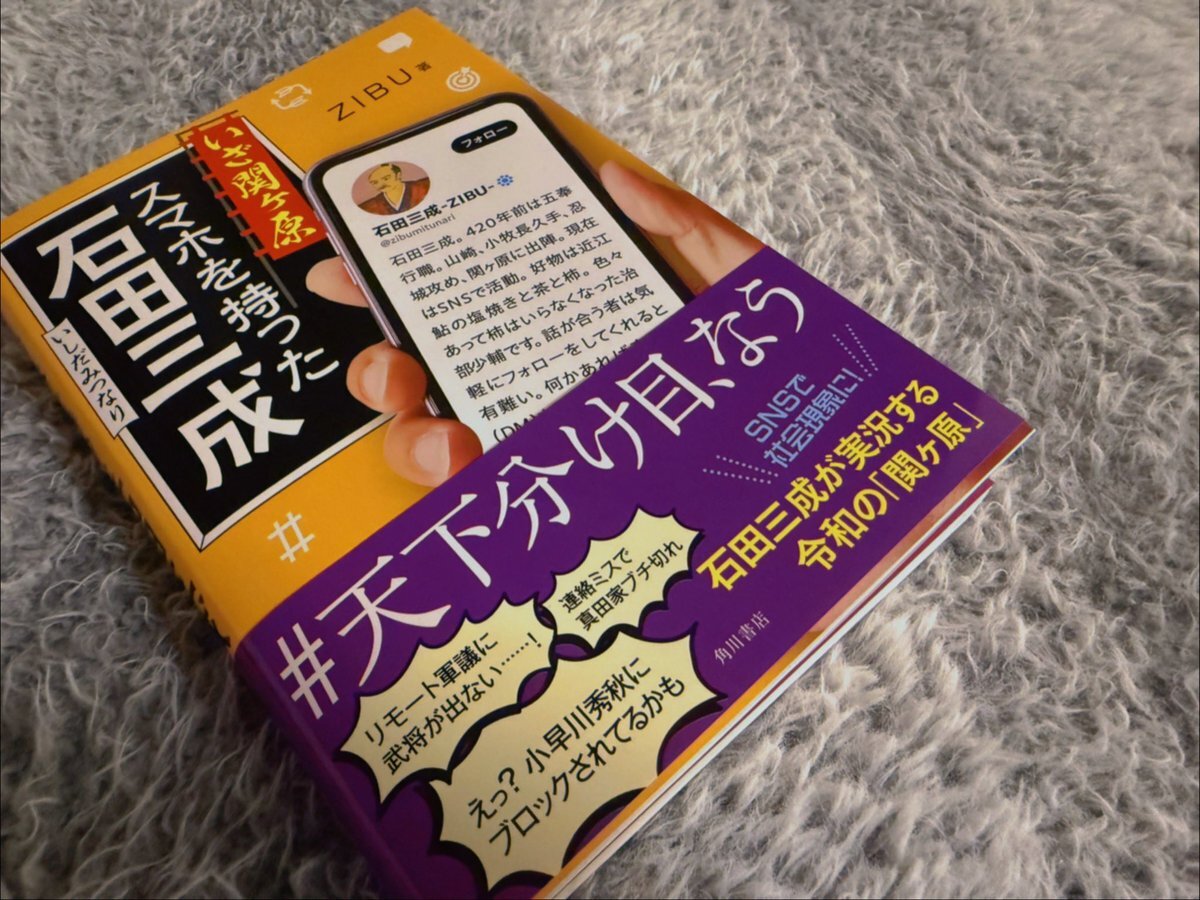 ZIBU 著
いざ関ヶ原
スマホを持った
石田三成
いしだみつなり
フォロー
石田三成-ZIBU-
@zibumitunari
石田三成。420年前は五奉
行職。山崎、小牧長久手、忍
城攻め、関ヶ原に出陣。現在
はSNSで活動。好物は近江
鮎の塩焼きと茶と柿。色々
あって柿はいらなくなった治
部少輔です。話が合う者は気
軽にフォローをしてくれると
有難い。何かあれば
(DM
#
#天下分け目、なう
SNSで
社会現象に!
石田三成が実況する
令和の「関ヶ原」
連絡ミスで
真田家ブチ切れ
リモート軍議に
武将が出ない……!
えっ? 小早川秀秋に
ブロックされてるかも
角川書店